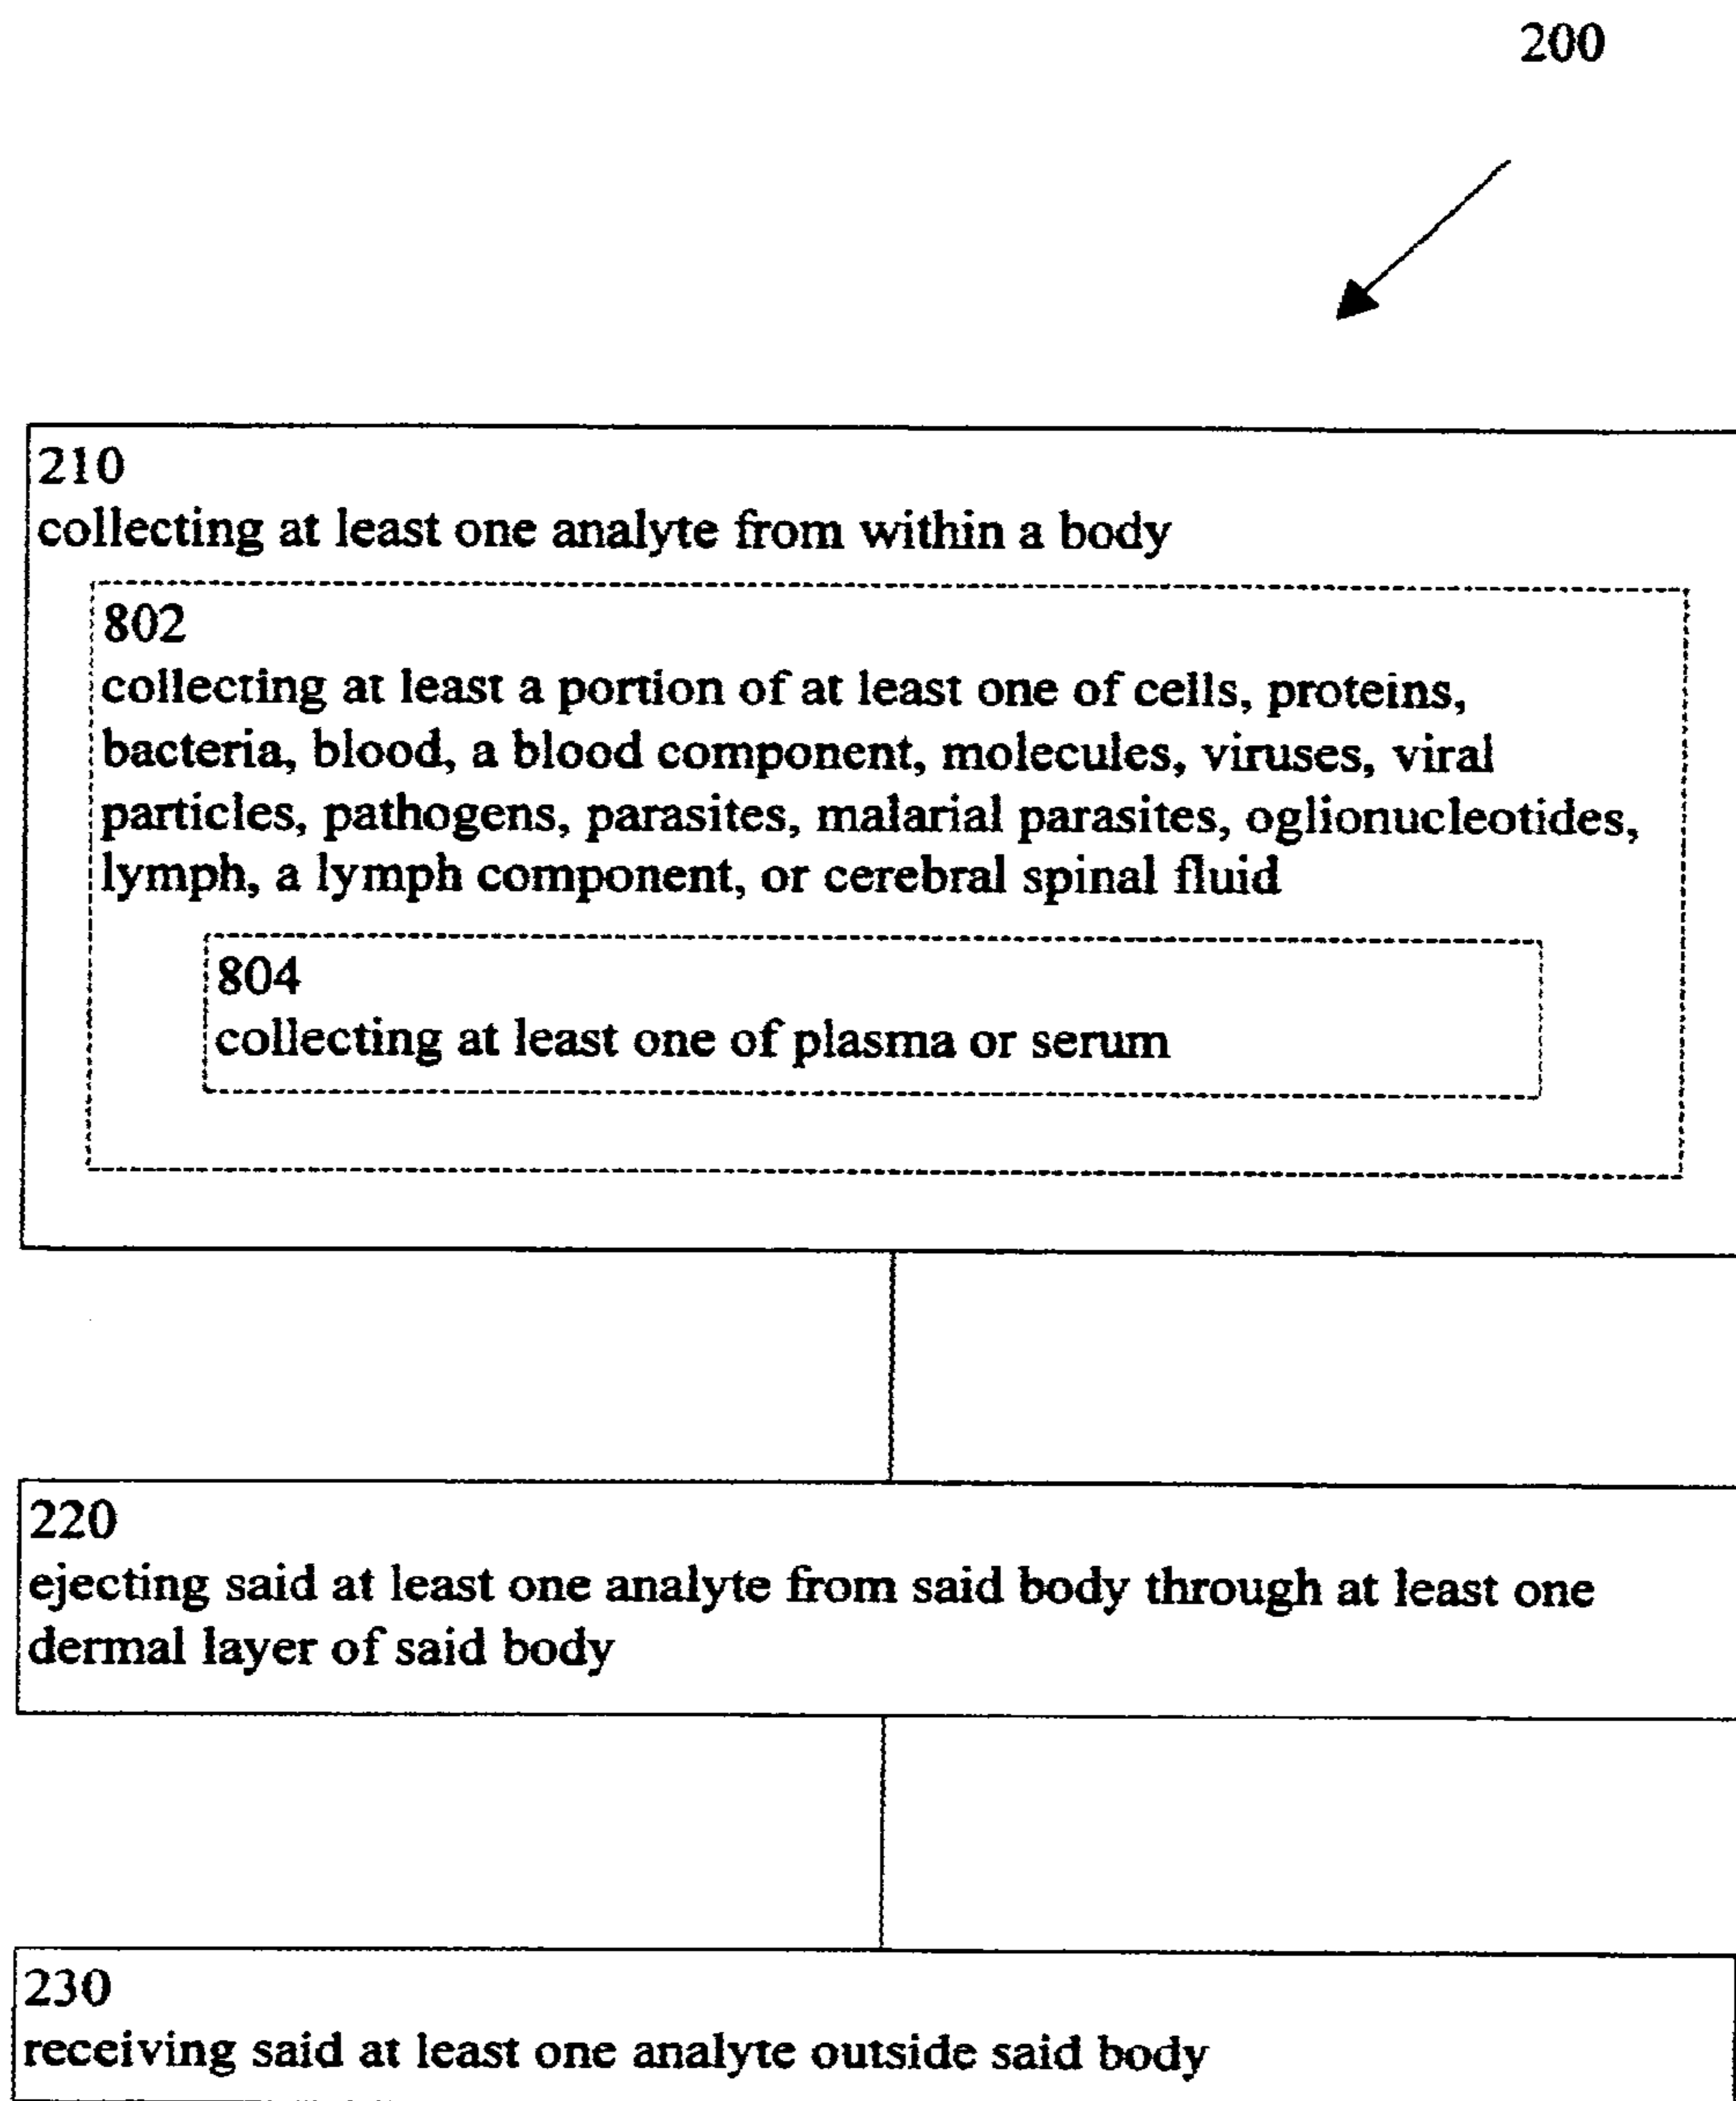 200
210
collecting at least one analyte from within a body
802
collecting at least a portion of at least one of cells, proteins,
bacteria, blood, a blood component, molecules, viruses, viral
particles, pathogens, parasites, malarial parasites, oglionucleotides,
lymph, a lymph component, or cerebral spinal fluid
804
collecting at least one of plasma or serum
220
ejecting said at least one analyte from said body through at least one
dermal layer of said body
230
receiving said at least one analyte outside said body